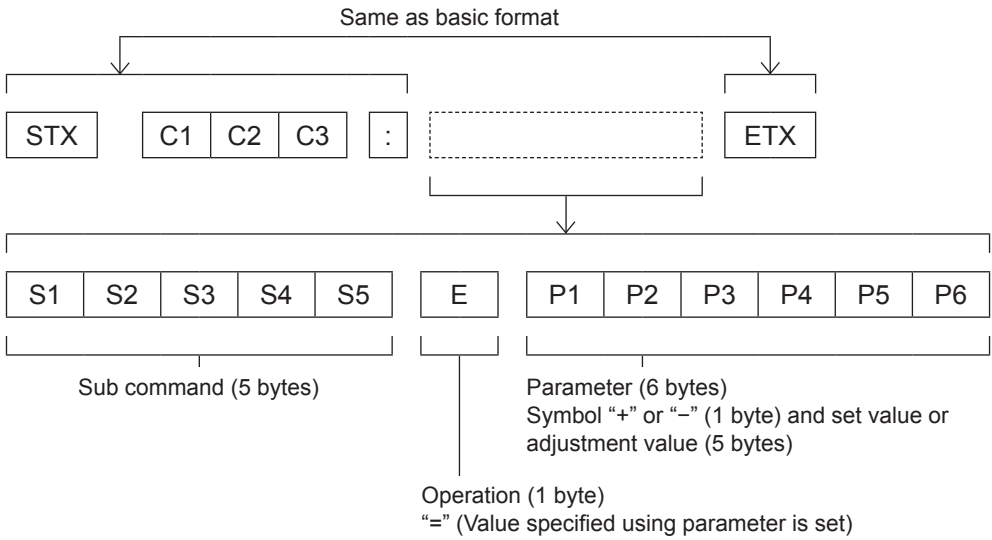 Same as basic format
STX C1 C2 C3 : ETX
S1 S2 S3 S4 S5 E P1 P2 P3 P4 P5 P6
Sub command (5 bytes)
Parameter (6 bytes)
Symbol “+” or “−” (1 byte) and set value or
adjustment value (5 bytes)
Operation (1 byte)
“=” (Value specified using parameter is set)